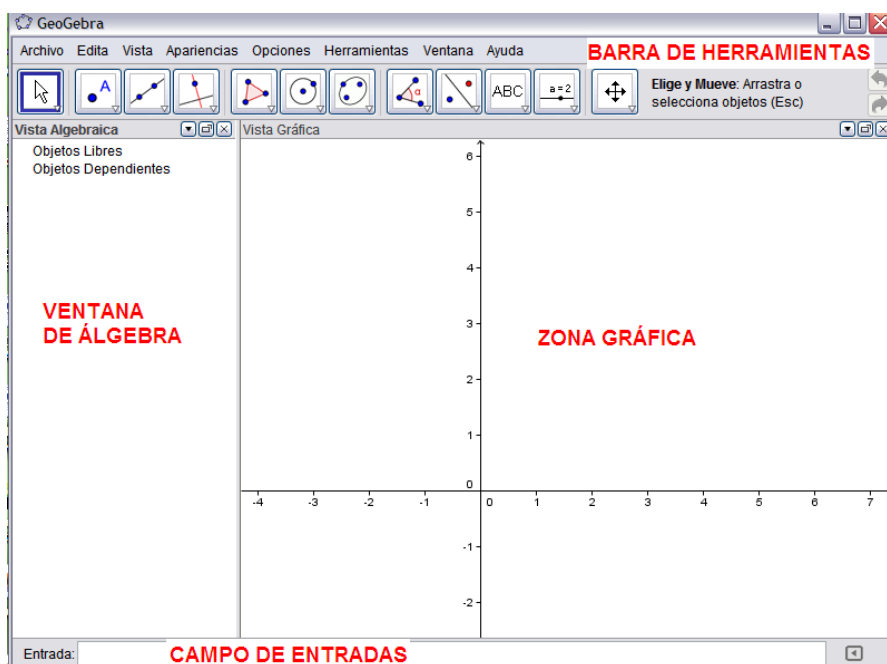 GeoGebra
Archivo Edita Vista Apariencias Opciones Herramientas Ventana Ayuda
BARRA DE HERRAMIENTAS
A
α
ABC
a=2
Elige y Mueve: Arrastra o
selecciona objetos (Esc)
Vista Algebraica
Vista Gráfica
Objetos Libres
Objetos Dependientes
VENTANA
DE ÁLGEBRA
ZONA GRÁFICA
6
5
4
3
2
1
0
-4 -3 -2 -1 0 1 2 3 4 5 6 7
-1
-2
Entrada:
CAMPO DE ENTRADAS